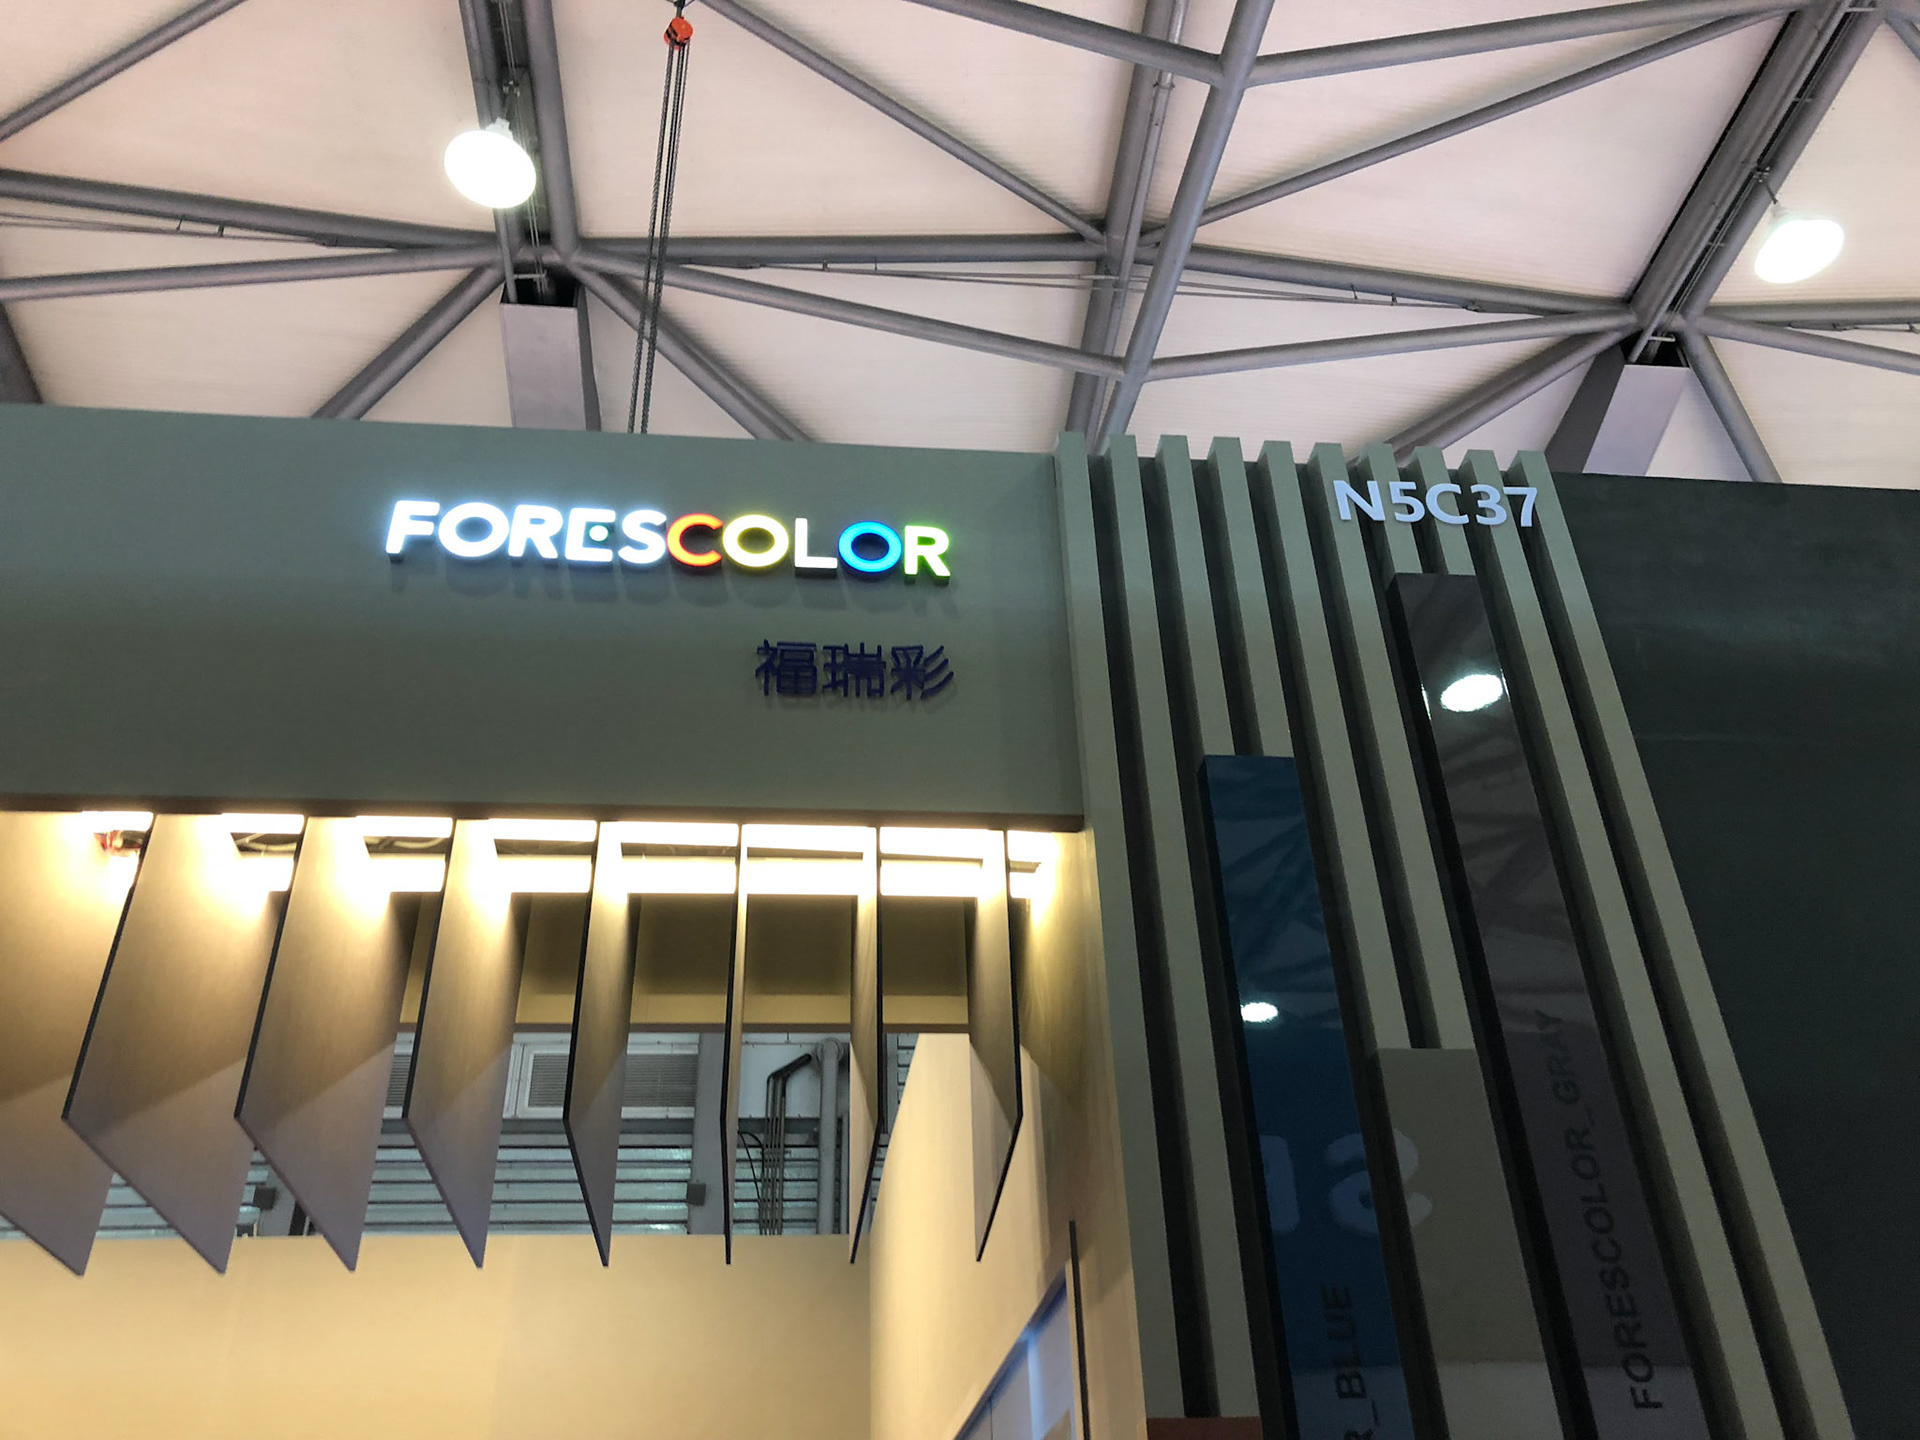 FORESCOLOR
福瑞彩
N5C37
R_BLUE
FORESCOLOR_GRAY